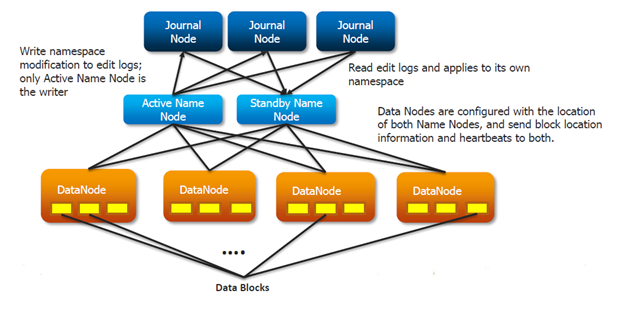 Journal
Node
Journal
Node
Journal
Node
Write namespace
modification to edit logs;
only Active Name Node is
the writer
Read edit logs and applies to its own
namespace
Active Name
Node
Standby Name
Node
Data Nodes are configured with the location
of both Name Nodes, and send block location
information and heartbeats to both.
DataNode
DataNode
DataNode
DataNode
....
Data Blocks